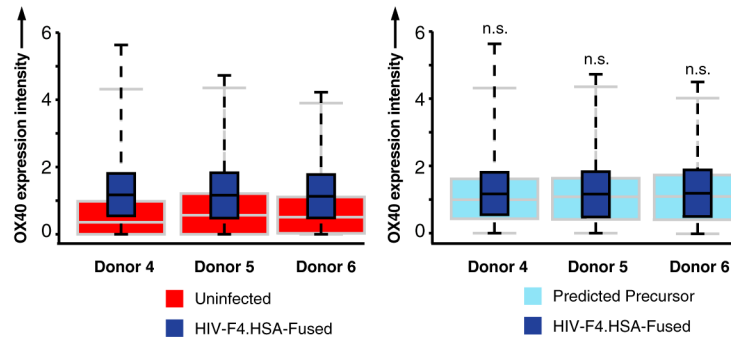 OX40 expression intensity
6
4
2
0
Donor 4 Donor 5 Donor 6
Uninfected
HIV-F4.HSA-Fused
OX40 expression intensity
6
4
2
0
n.s. n.s. n.s.
Donor 4 Donor 5 Donor 6
Predicted Precursor
HIV-F4.HSA-Fused